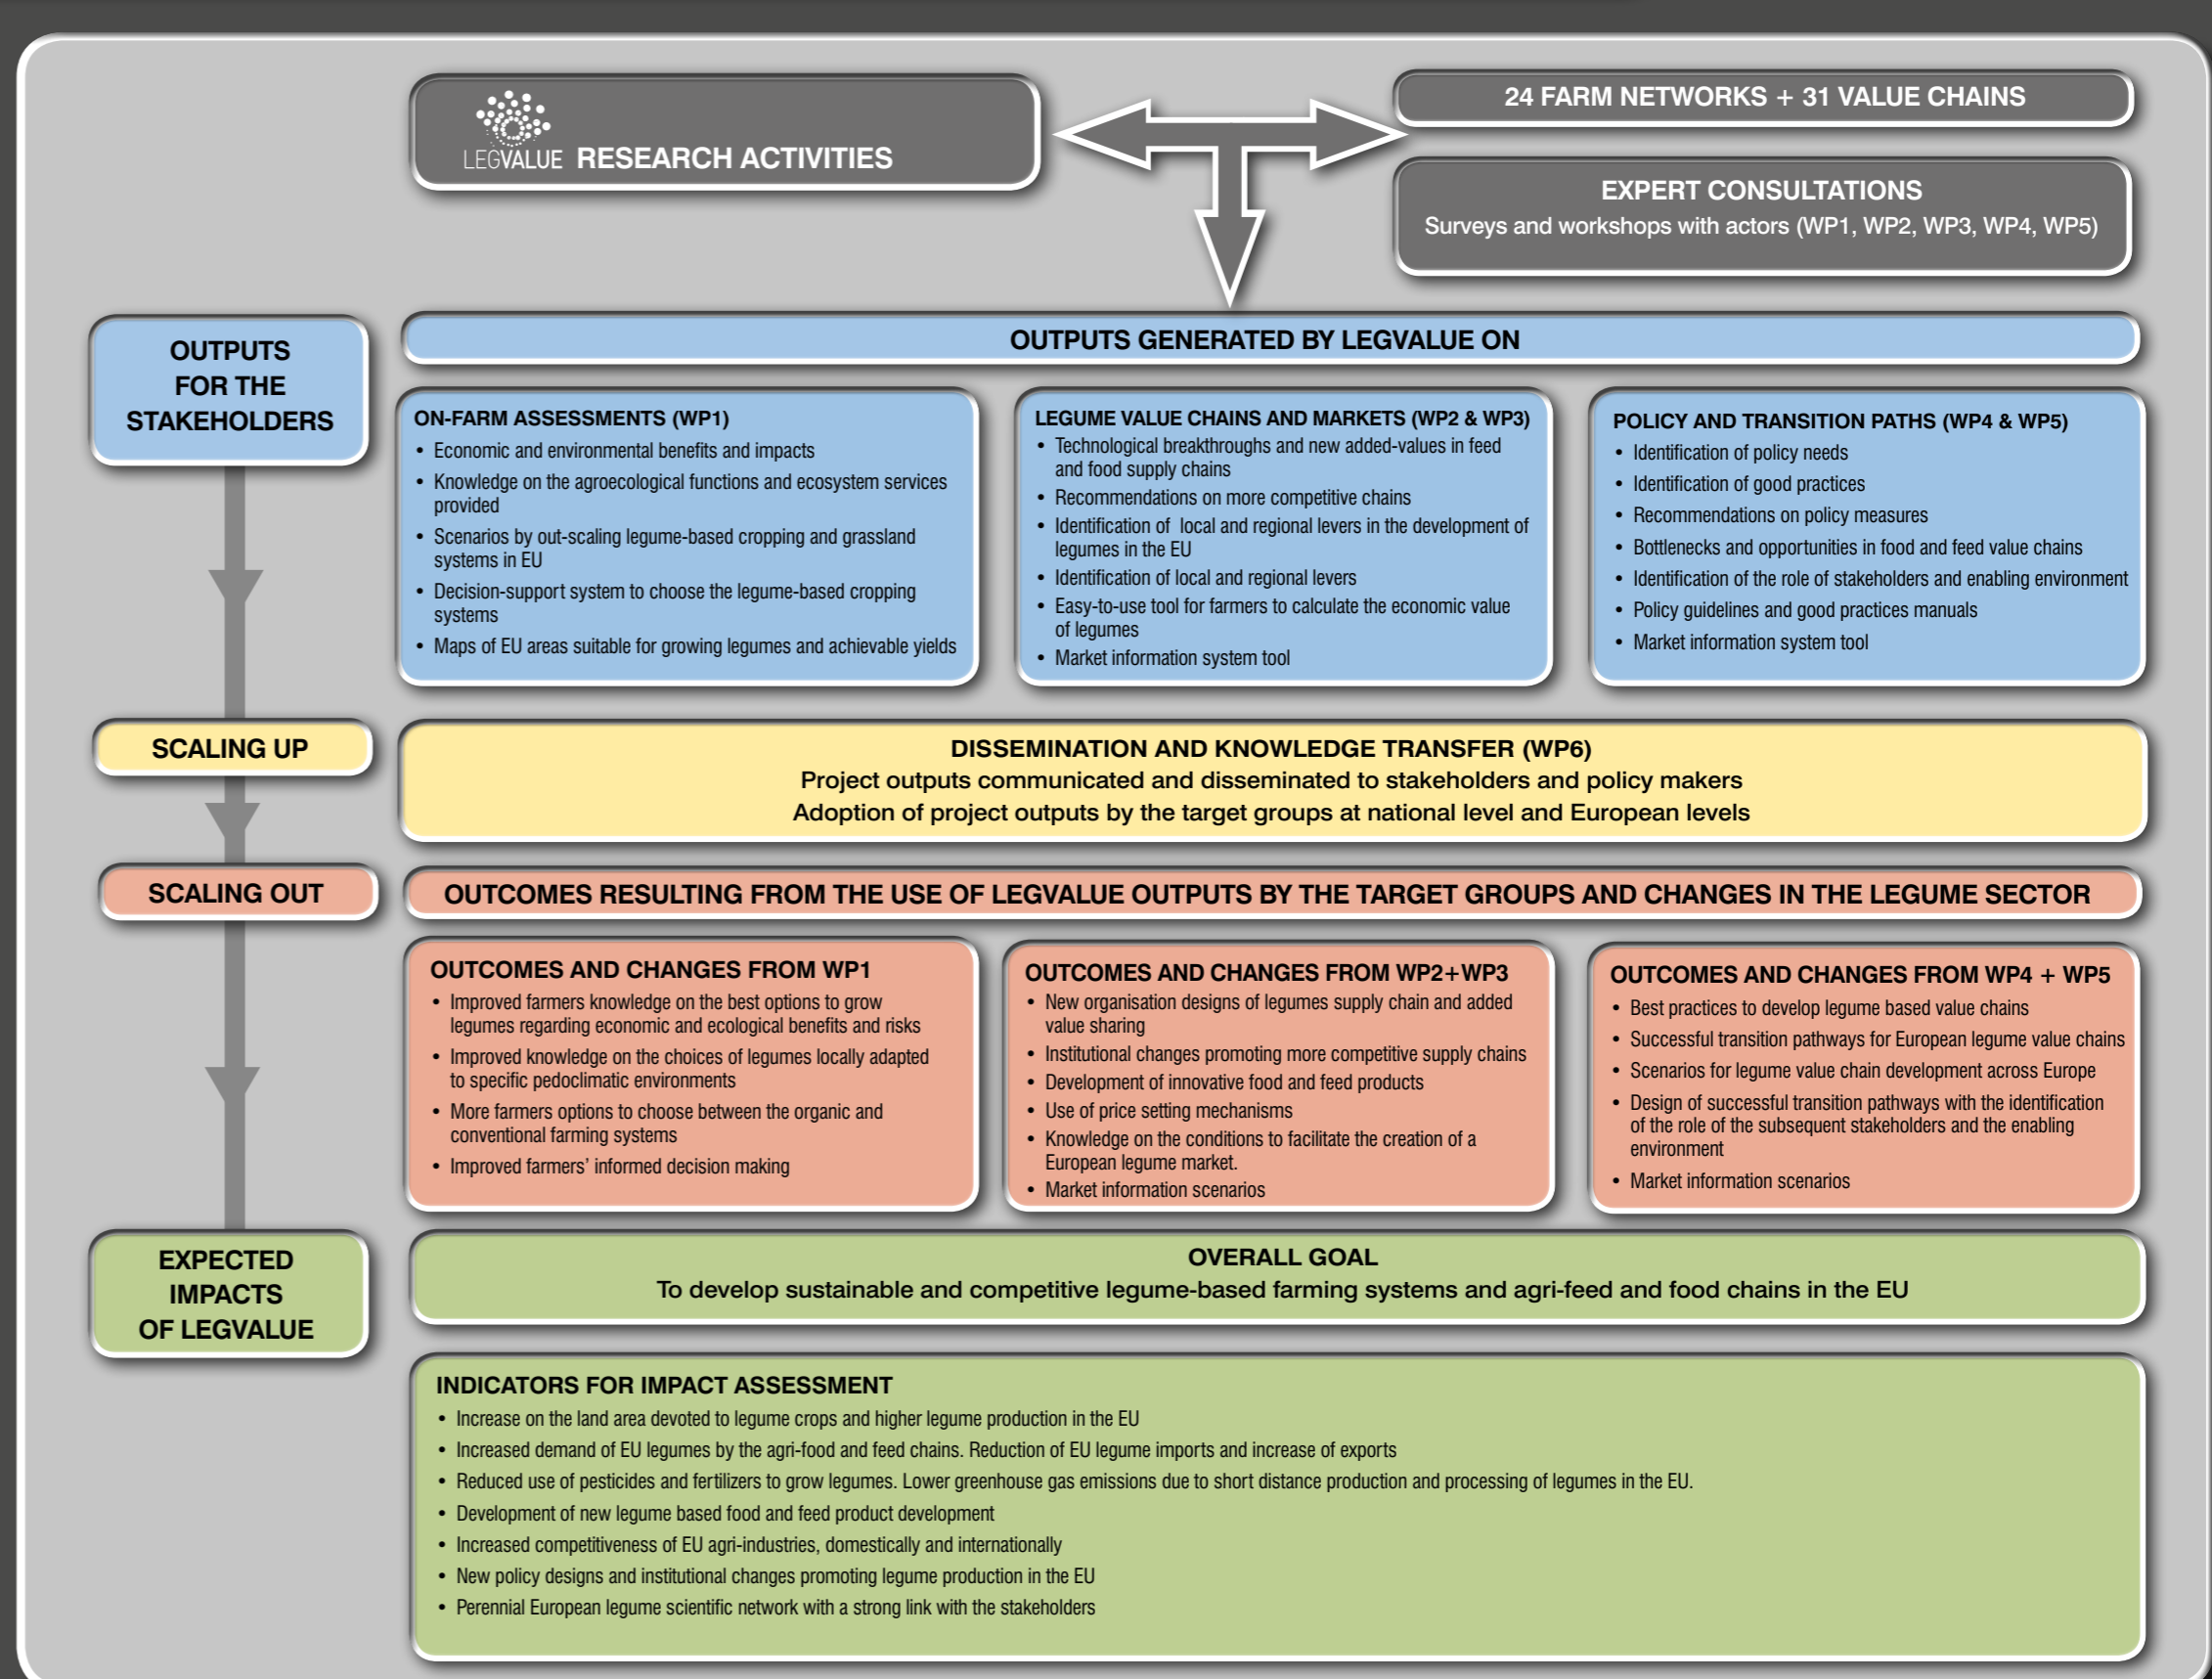 LEGVALUE RESEARCH ACTIVITIES
24 FARM NETWORKS + 31 VALUE CHAINS
EXPERT CONSULTATIONS
Surveys and workshops with actors (WP1, WP2, WP3, WP4, WP5)
OUTPUTS
FOR THE
STAKEHOLDERS
OUTPUTS GENERATED BY LEGVALUE ON
ON-FARM ASSESSMENTS (WP1)
• Economic and environmental benefits and impacts
• Knowledge on the agroecological functions and ecosystem services
provided
• Scenarios by out-scaling legume-based cropping and grassland
systems in EU
• Decision-support system to choose the legume-based cropping
systems
• Maps of EU areas suitable for growing legumes and achievable yields
LEGUME VALUE CHAINS AND MARKETS (WP2 & WP3)
• Technological breakthroughs and new added-values in feed
and food supply chains
• Recommendations on more competitive chains
• Identification of local and regional levers in the development of
legumes in the EU
• Identification of local and regional levers
• Easy-to-use tool for farmers to calculate the economic value
of legumes
• Market information system tool
POLICY AND TRANSITION PATHS (WP4 & WP5)
• Identification of policy needs
• Identification of good practices
• Recommendations on policy measures
• Bottlenecks and opportunities in food and feed value chains
• Identification of the role of stakeholders and enabling environment
• Policy guidelines and good practices manuals
• Market information system tool
SCALING UP
DISSEMINATION AND KNOWLEDGE TRANSFER (WP6)
Project outputs communicated and disseminated to stakeholders and policy makers
Adoption of project outputs by the target groups at national level and European levels
SCALING OUT
OUTCOMES RESULTING FROM THE USE OF LEGVALUE OUTPUTS BY THE TARGET GROUPS AND CHANGES IN THE LEGUME SECTOR
OUTCOMES AND CHANGES FROM WP1
• Improved farmers knowledge on the best options to grow
legumes regarding economic and ecological benefits and risks
• Improved knowledge on the choices of legumes locally adapted
to specific pedoclimatic environments
• More farmers options to choose between the organic and
conventional farming systems
• Improved farmers’ informed decision making
OUTCOMES AND CHANGES FROM WP2+WP3
• New organisation designs of legumes supply chain and added
value sharing
• Institutional changes promoting more competitive supply chains
• Development of innovative food and feed products
• Use of price setting mechanisms
• Knowledge on the conditions to facilitate the creation of a
European legume market.
• Market information scenarios
OUTCOMES AND CHANGES FROM WP4 + WP5
• Best practices to develop legume based value chains
• Successful transition pathways for European legume value chains
• Scenarios for legume value chain development across Europe
• Design of successful transition pathways with the identification
of the role of the subsequent stakeholders and the enabling
environment
• Market information scenarios
EXPECTED
IMPACTS
OF LEGVALUE
OVERALL GOAL
To develop sustainable and competitive legume-based farming systems and agri-feed and food chains in the EU
INDICATORS FOR IMPACT ASSESSMENT
• Increase on the land area devoted to legume crops and higher legume production in the EU
• Increased demand of EU legumes by the agri-food and feed chains. Reduction of EU legume imports and increase of exports
• Reduced use of pesticides and fertilizers to grow legumes. Lower greenhouse gas emissions due to short distance production and processing of legumes in the EU.
• Development of new legume based food and feed product development
• Increased competitiveness of EU agri-industries, domestically and internationally
• New policy designs and institutional changes promoting legume production in the EU
• Perennial European legume scientific network with a strong link with the stakeholders